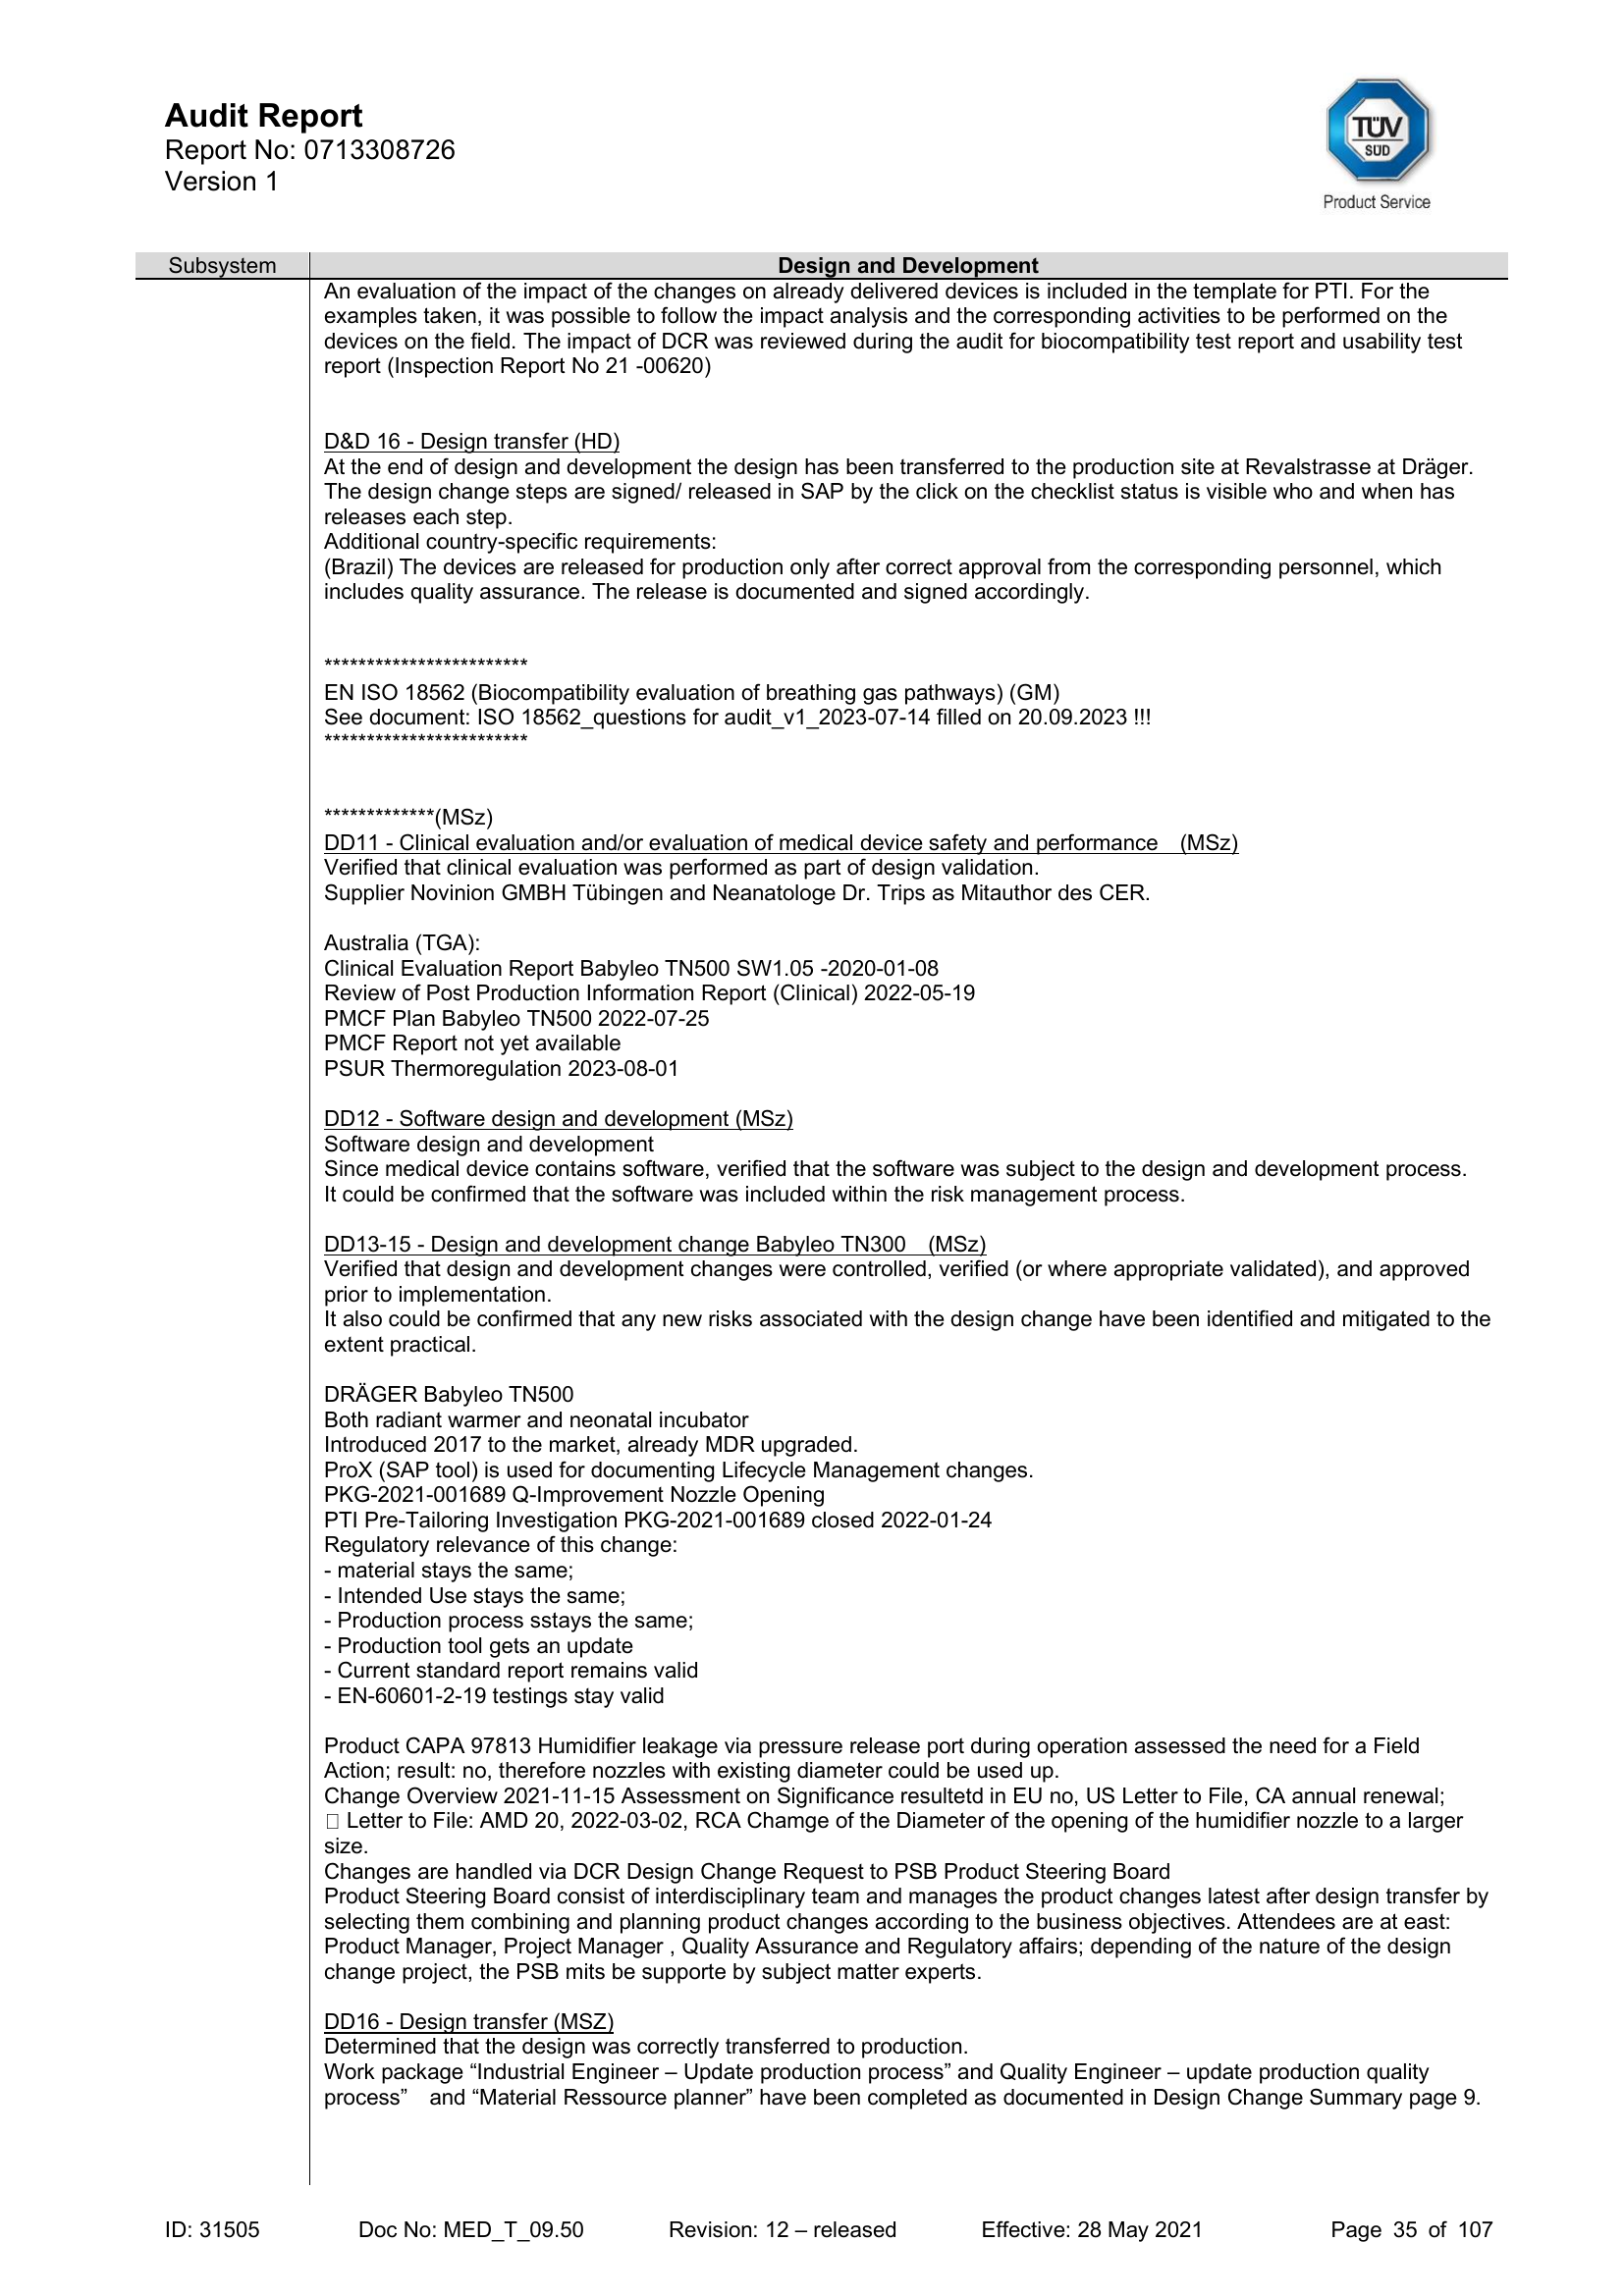 Audit Report
Report No: 0713308726
Version 1
TÜV
SÜD
Product Service
Subsystem
Design and Development
An evaluation of the impact of the changes on already delivered devices is included in the template for PTI. For the
examples taken, it was possible to follow the impact analysis and the corresponding activities to be performed on the
devices on the field. The impact of DCR was reviewed during the audit for biocompatibility test report and usability test
report (Inspection Report No 21 -00620)
D&D 16 - Design transfer (HD)
At the end of design and development the design has been transferred to the production site at Revalstrasse at Dräger.
The design change steps are signed/ released in SAP by the click on the checklist status is visible who and when has
releases each step.
Additional country-specific requirements:
(Brazil) The devices are released for production only after correct approval from the corresponding personnel, which
includes quality assurance. The release is documented and signed accordingly.
************************
EN ISO 18562 (Biocompatibility evaluation of breathing gas pathways) (GM)
See document: ISO 18562_questions for audit_v1_2023-07-14 filled on 20.09.2023 !!!
************************
*************(MSz)
DD11 - Clinical evaluation and/or evaluation of medical device safety and performance (MSz)
Verified that clinical evaluation was performed as part of design validation.
Supplier Novinion GMBH Tübingen and Neanatologe Dr. Trips as Mitauthor des CER.
Australia (TGA):
Clinical Evaluation Report Babyleo TN500 SW1.05 -2020-01-08
Review of Post Production Information Report (Clinical) 2022-05-19
PMCF Plan Babyleo TN500 2022-07-25
PMCF Report not yet available
PSUR Thermoregulation 2023-08-01
DD12 - Software design and development (MSz)
Software design and development
Since medical device contains software, verified that the software was subject to the design and development process.
It could be confirmed that the software was included within the risk management process.
DD13-15 - Design and development change Babyleo TN300 (MSz)
Verified that design and development changes were controlled, verified (or where appropriate validated), and approved
prior to implementation.
It also could be confirmed that any new risks associated with the design change have been identified and mitigated to the
extent practical.
DRÄGER Babyleo TN500
Both radiant warmer and neonatal incubator
Introduced 2017 to the market, already MDR upgraded.
ProX (SAP tool) is used for documenting Lifecycle Management changes.
PKG-2021-001689 Q-Improvement Nozzle Opening
PTI Pre-Tailoring Investigation PKG-2021-001689 closed 2022-01-24
Regulatory relevance of this change:
- material stays the same;
- Intended Use stays the same;
- Production process sstays the same;
- Production tool gets an update
- Current standard report remains valid
- EN-60601-2-19 testings stay valid
Product CAPA 97813 Humidifier leakage via pressure release port during operation assessed the need for a Field
Action; result: no, therefore nozzles with existing diameter could be used up.
Change Overview 2021-11-15 Assessment on Significance resultetd in EU no, US Letter to File, CA annual renewal;
 Letter to File: AMD 20, 2022-03-02, RCA Chamge of the Diameter of the opening of the humidifier nozzle to a larger
size.
Changes are handled via DCR Design Change Request to PSB Product Steering Board
Product Steering Board consist of interdisciplinary team and manages the product changes latest after design transfer by
selecting them combining and planning product changes according to the business objectives. Attendees are at east:
Product Manager, Project Manager , Quality Assurance and Regulatory affairs; depending of the nature of the design
change project, the PSB mits be supporte by subject matter experts.
DD16 - Design transfer (MSZ)
Determined that the design was correctly transferred to production.
Work package “Industrial Engineer – Update production process” and Quality Engineer – update production quality
process” and “Material Ressource planner” have been completed as documented in Design Change Summary page 9.
ID: 31505 Doc No: MED_T_09.50 Revision: 12 – released Effective: 28 May 2021 Page 35 of 107